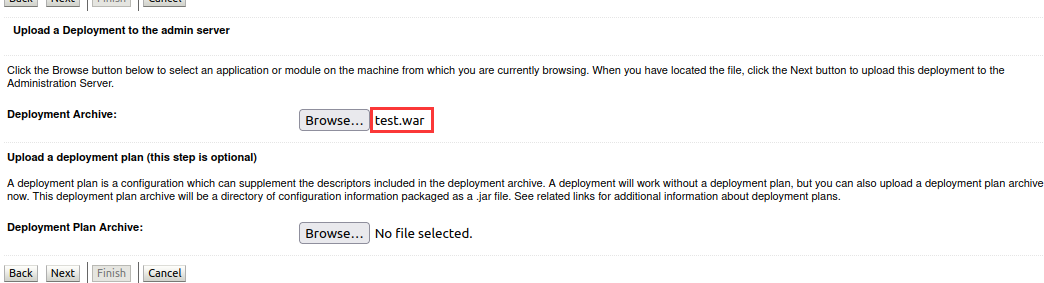 Back Next Finish Cancel
Upload a Deployment to the admin server
Click the Browse button below to select an application or module on the machine from which you are currently browsing. When you have located the file, click the Next button to upload this deployment to the
Administration Server.
Deployment Archive: Browse... test.war
Upload a deployment plan (this step is optional)
A deployment plan is a configuration which can supplement the descriptors included in the deployment archive. A deployment will work without a deployment plan, but you can also upload a deployment plan archive
now. This deployment plan archive will be a directory of configuration information packaged as a .jar file. See related links for additional information about deployment plans.
Deployment Plan Archive: Browse... No file selected.
Back Next Finish Cancel